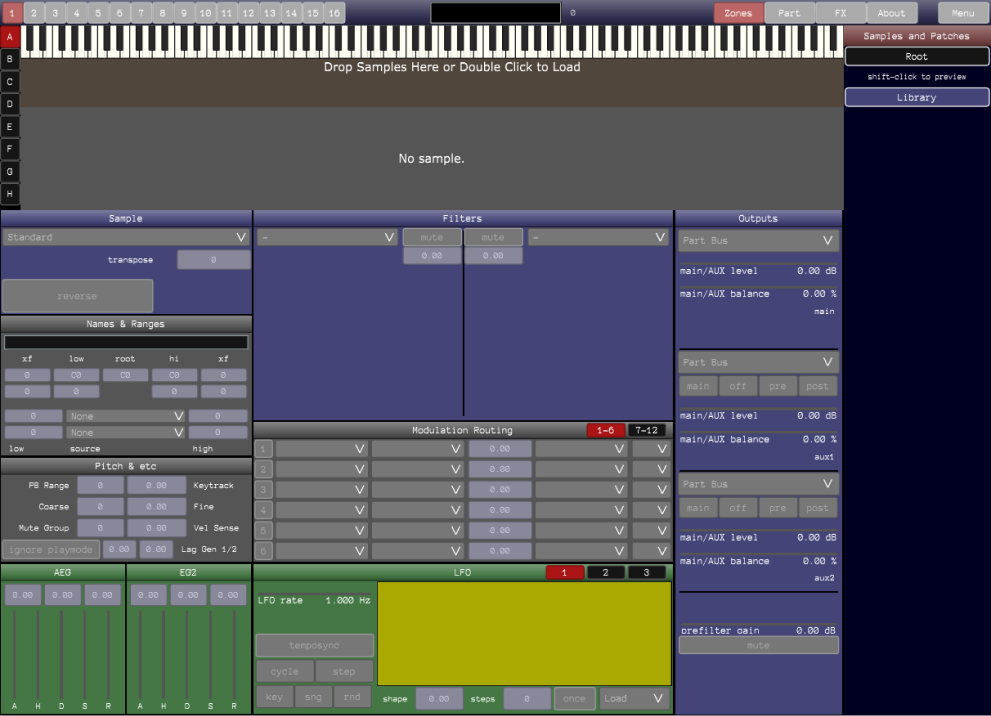 1 2 3 4 5 6 7 8 9 10 11 12 13 14 15 16 0 Zones Part FX About Menu
A
B
C
D
E
F
G
H
Drop Samples Here or Double Click to Load
No sample.
Samples and Patches
Root
shift-click to preview
Library
Sample
Standard
transpose 0
reverse
Names & Ranges
xf low root hi xf
0 C0 C0 C0 0
0 0 0 0
0 None 0
0 None 0
low source high
Pitch & etc
PB Range 0 0.00 Keytrack
Coarse 0 0.00 Fine
Mute Group 0 0.00 Vel Sense
ignore playmode 0.00 0.00 Lag Gen 1/2
Filters
- mute mute -
0.00 0.00
Modulation Routing 1-6 7-12
1 0.00
2 0.00
3 0.00
4 0.00
5 0.00
6 0.00
Outputs
Part Bus
main/AUX level 0.00 dB
main/AUX balance 0.00 %
main
Part Bus
main off pre post
main/AUX level 0.00 dB
main/AUX balance 0.00 %
aux1
Part Bus
main off pre post
main/AUX level 0.00 dB
main/AUX balance 0.00 %
aux2
prefilter gain 0.00 dB
mute
AEG
0.00 0.00 0.00
A H D S R
EG2
0.00 0.00 0.00
A H D S R
LFO 1 2 3
LFO rate 1.000 Hz
temposync
cycle step
key sng rnd shape 0.00 steps 0 once Load